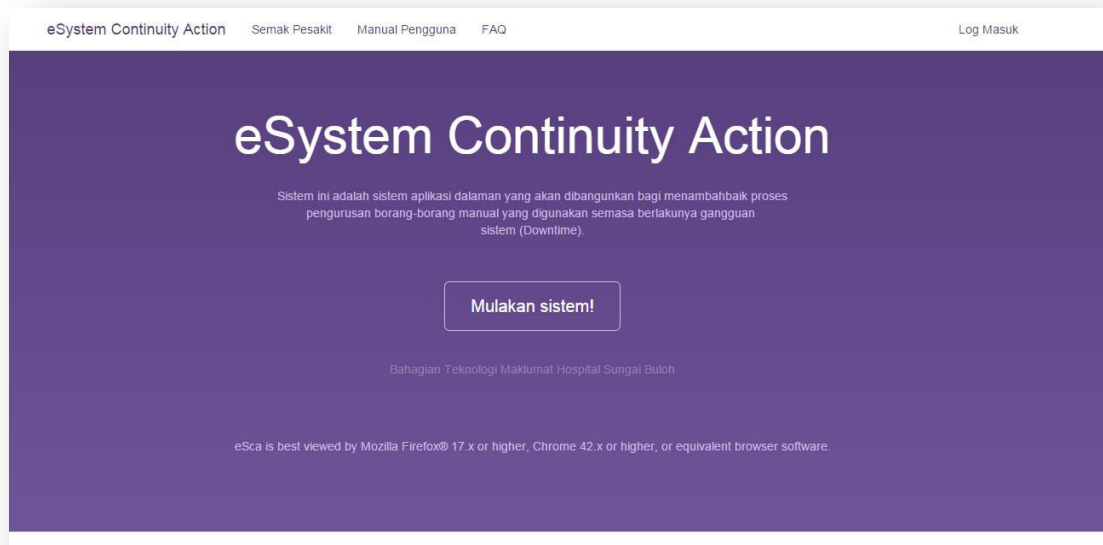 eSystem Continuity Action Semak Pesakit Manual Pengguna FAQ Log Masuk
eSystem Continuity Action
Sistem ini adalah sistem aplikasi dalaman yang akan dibangunkan bagi menambahbaik proses
pengurusan borang-borang manual yang digunakan semasa berlakunya gangguan
sistem (Downtime).
Mulakan sistem!
Bahagian Teknologi Maklumat Hospital Sungai Buloh
eSca is best viewed by Mozilla Firefox® 17.x or higher, Chrome 42.x or higher, or equivalent browser software.